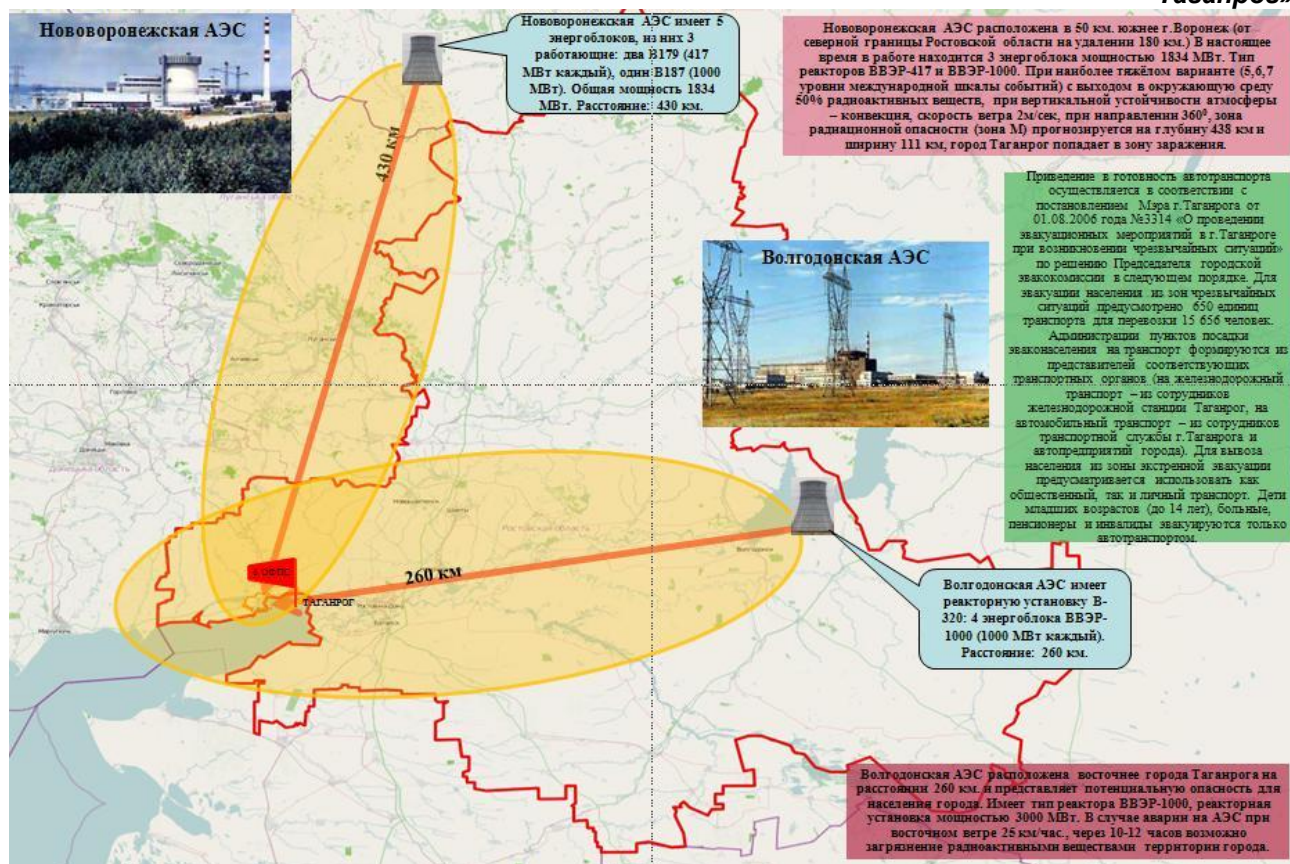 Таганрог»
Нововоронежская АЭС
Нововоронежская АЭС имеет 5
энергоблоков, из них 3
работающие: два В179 (417
МВт каждый), один В187 (1000
МВт). Общая мощность 1834
МВт. Расстояние: 430 км.
Нововоронежская АЭС расположена в 50 км. южнее г.Воронеж (от
северной границы Ростовской области на удалении 180 км.) В настоящее
время в работе находится 3 энергоблока мощностью 1834 МВт. Тип
реакторов ВВЭР-417 и ВВЭР-1000. При наиболее тяжёлом варианте (5,6,7
уровни международной шкалы событий) с выходом в окружающую среду
50% радиоактивных веществ, при вертикальной устойчивости атмосферы
– конвекция, скорость ветра 2м/сек, при направлении 360⁰, зона
радиационной опасности (зона М) прогнозируется на глубину 438 км и
ширину 111 км, город Таганрог попадает в зону заражения.
430 км
Приведение в готовность автотранспорта
осуществляется в соответствии с
постановлением Мэра г.Таганрога от
01.08.2006 года №3314 «О проведении
эвакуационных мероприятий в г.Таганроге
при возникновении чрезвычайных ситуаций»
по решению Председателя городской
эвакокомиссии в следующем порядке. Для
эвакуации населения из зон чрезвычайных
ситуаций предусмотрено 650 единиц
транспорта для перевозки 15 656 человек.
Администрации пунктов посадки
эваконаселения на транспорт формируются из
представителей соответствующих
транспортных органов (на железнодорожный
транспорт – из сотрудников
железнодорожной станции Таганрог, на
автомобильный транспорт – из сотрудников
транспортной службы г.Таганрога и
автопредприятий города). Для вывоза
населения из зоны экстренной эвакуации
предусматривается использовать как
общественный, так и личный транспорт. Дети
младших возрастов (до 14 лет), больные,
пенсионеры и инвалиды эвакуируются только
автотранспортом.
Волгодонская АЭС
260 км
ТАГАНРОГ
Ростовская область
Волгодонск
Волгодонская АЭС имеет
реакторную установку В-
320: 4 энергоблока ВВЭР-
1000 (1000 МВт каждый).
Расстояние: 260 км.
Волгодонская АЭС расположена восточнее города Таганрога на
расстоянии 260 км. и представляет потенциальную опасность для
населения города. Имеет тип реактора ВВЭР-1000, реакторная
установка мощностью 3000 МВт. В случае аварии на АЭС при
восточном ветре 25 км/час., через 10-12 часов возможно
загрязнение радиоактивными веществами территории города.